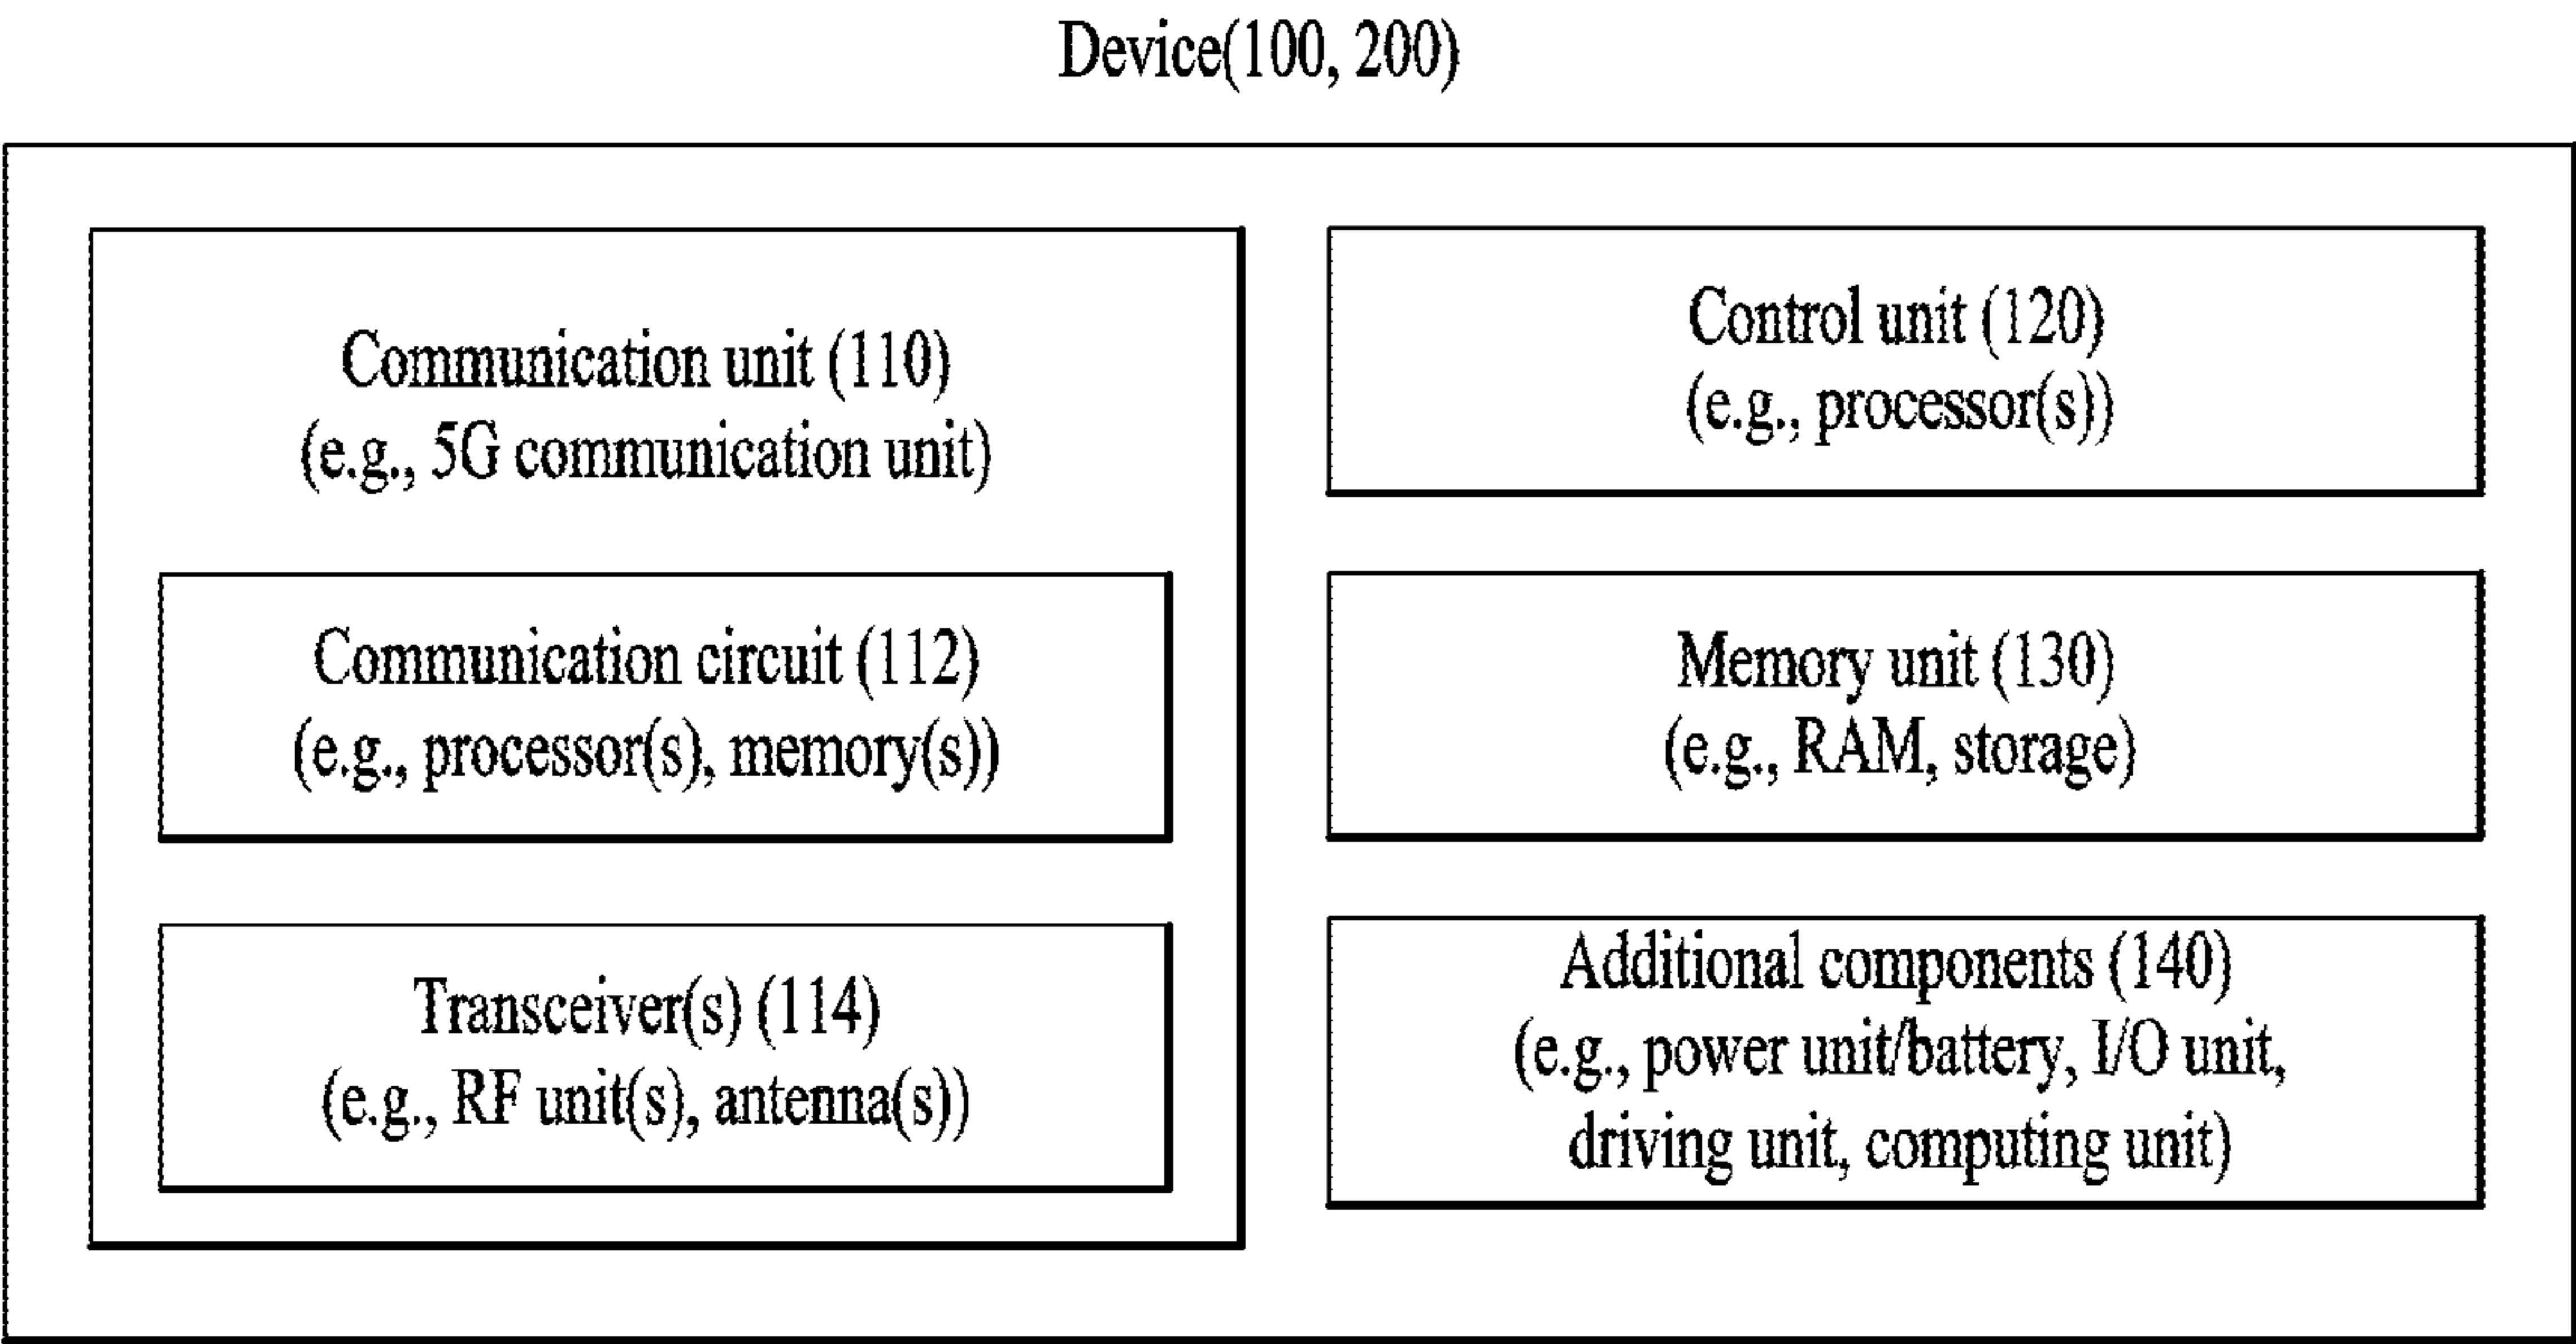 Device(100, 200)
Communication unit (110)
(e.g., 5G communication unit)
Communication circuit (112)
(e.g., processor(s), memory(s))
Transceiver(s) (114)
(e.g., RF unit(s), antenna(s))
Control unit (120)
(e.g., processor(s))
Memory unit (130)
(e.g., RAM, storage)
Additional components (140)
(e.g., power unit/battery, I/O unit,
driving unit, computing unit)